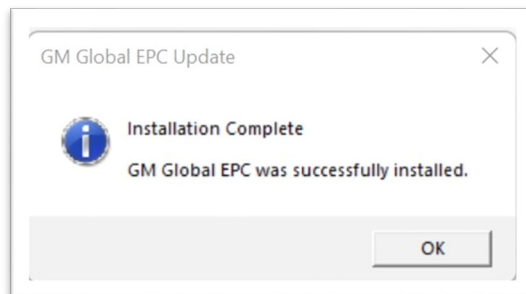 GM Global EPC Update
Installation Complete
GM Global EPC was successfully installed.
OK